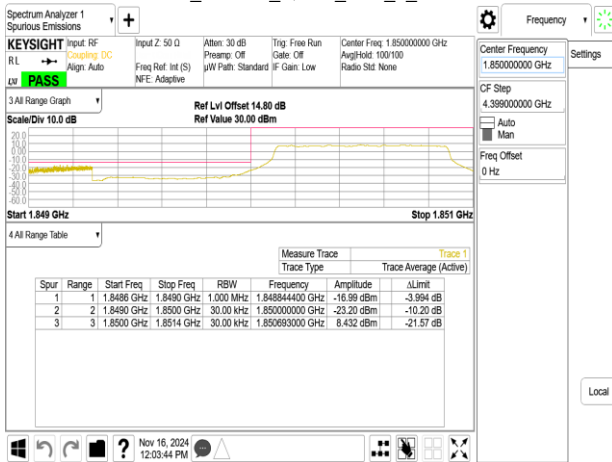 Spectrum Analyzer 1
Spurious Emissions
Frequency
KEYSIGHT
RL
PASS
Input: RF
Coupling: DC
Align: Auto
Input Z: 50 Ω
Freq Ref: Int (S)
NFE: Adaptive
Atten: 30 dB
Preamp: Off
µW Path: Standard
Trig: Free Run
Gate: Off
IF Gain: Low
Center Freq: 1.850000000 GHz
Avg|Hold: 100/100
Radio Std: None
Center Frequency
1.850000000 GHz
Settings
CF Step
4.399000000 GHz
Auto
Man
Freq Offset
0 Hz
3 All Range Graph
Scale/Div 10.0 dB
Ref Lvl Offset 14.80 dB
Ref Value 30.00 dBm
20.0
10.0
0.00
-10.0
-20.0
-30.0
-40.0
-50.0
-60.0
Start 1.849 GHz
Stop 1.851 GHz
4 All Range Table
Measure Trace Trace 1
Trace Type Trace Average (Active)
Spur Range Start Freq Stop Freq RBW Frequency Amplitude ΔLimit
1 1 1.8486 GHz 1.8490 GHz 1.000 MHz 1.848844400 GHz -16.99 dBm -3.994 dB
2 2 1.8490 GHz 1.8500 GHz 30.00 kHz 1.850000000 GHz -23.20 dBm -10.20 dB
3 3 1.8500 GHz 1.8514 GHz 30.00 kHz 1.850693000 GHz 8.432 dBm -21.57 dB
Local
?
Nov 16, 2024
12:03:44 PM